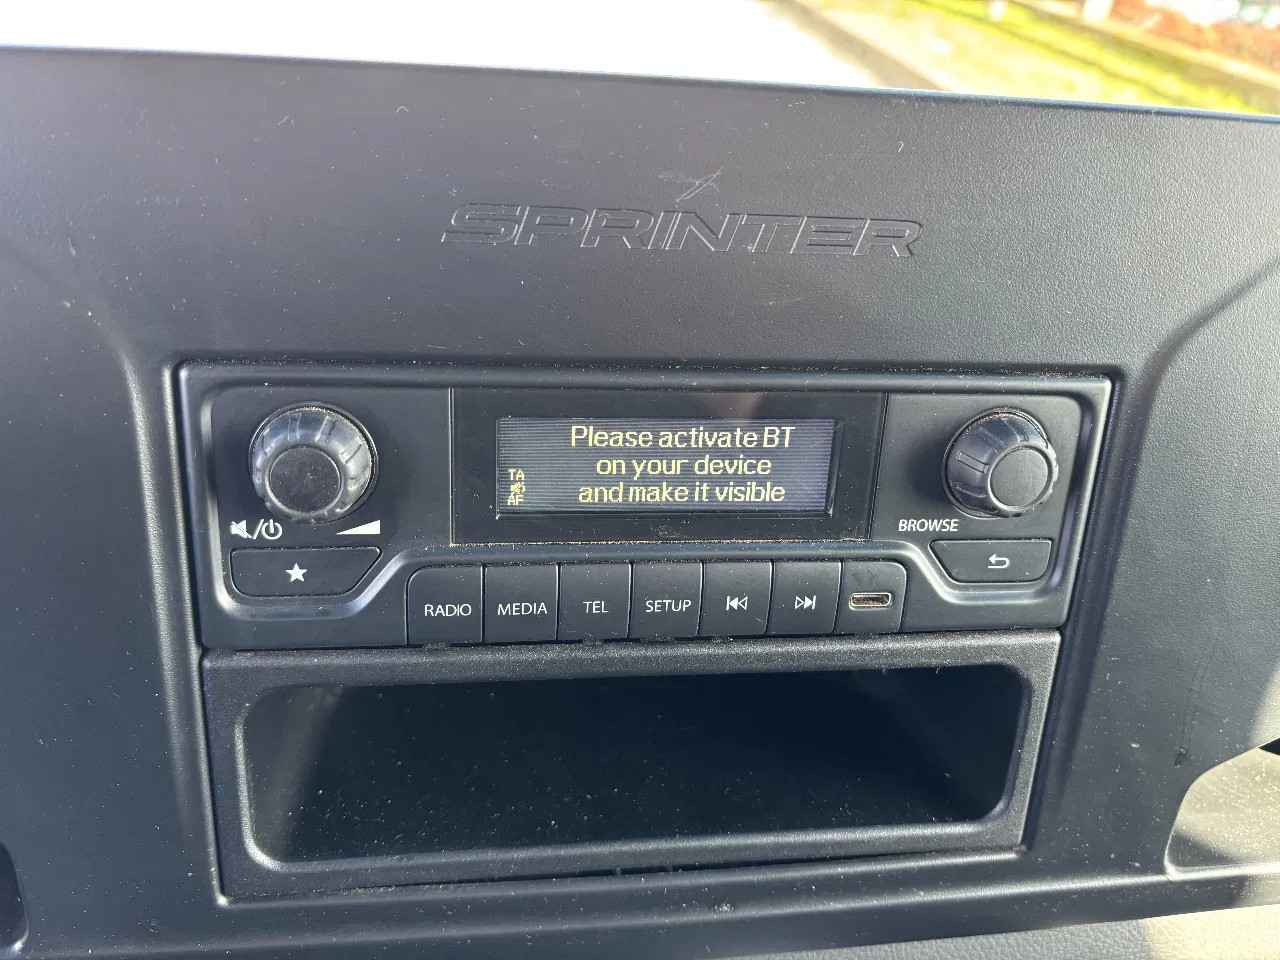 SPRINTER
Please activate BT
on your device
and make it visible
TA
AF
BROWSE
RADIO
MEDIA
TEL
SETUP